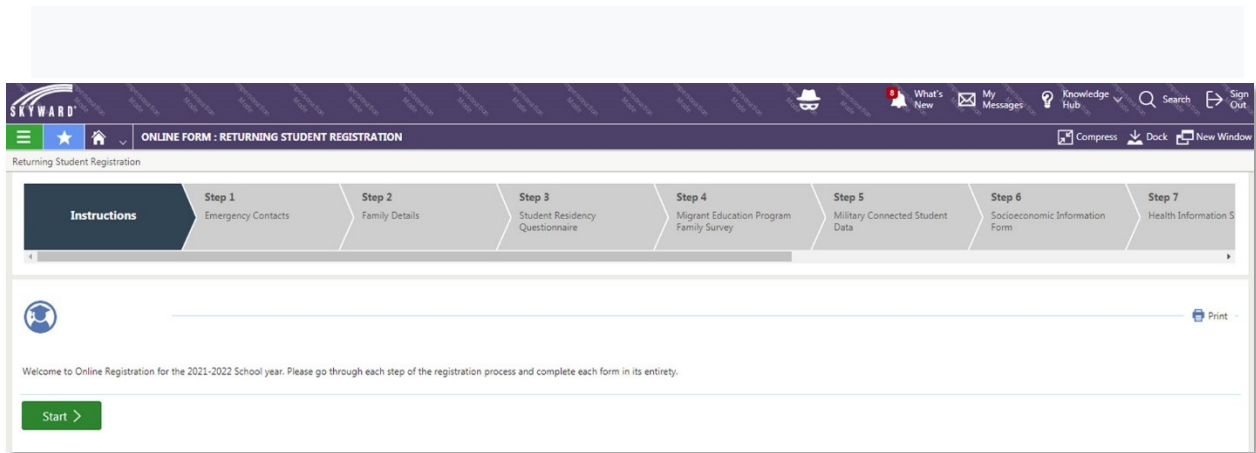 SKYWARD
8
What's New
My Messages
Knowledge Hub
Search
Sign Out
ONLINE FORM : RETURNING STUDENT REGISTRATION
Compress
Dock
New Window
Returning Student Registration
Instructions
Step 1
Emergency Contacts
Step 2
Family Details
Step 3
Student Residency
Questionnaire
Step 4
Migrant Education Program
Family Survey
Step 5
Military Connected Student
Data
Step 6
Socioeconomic Information
Form
Step 7
Health Information S
Print
Welcome to Online Registration for the 2021-2022 School year. Please go through each step of the registration process and complete each form in its entirety.
Start